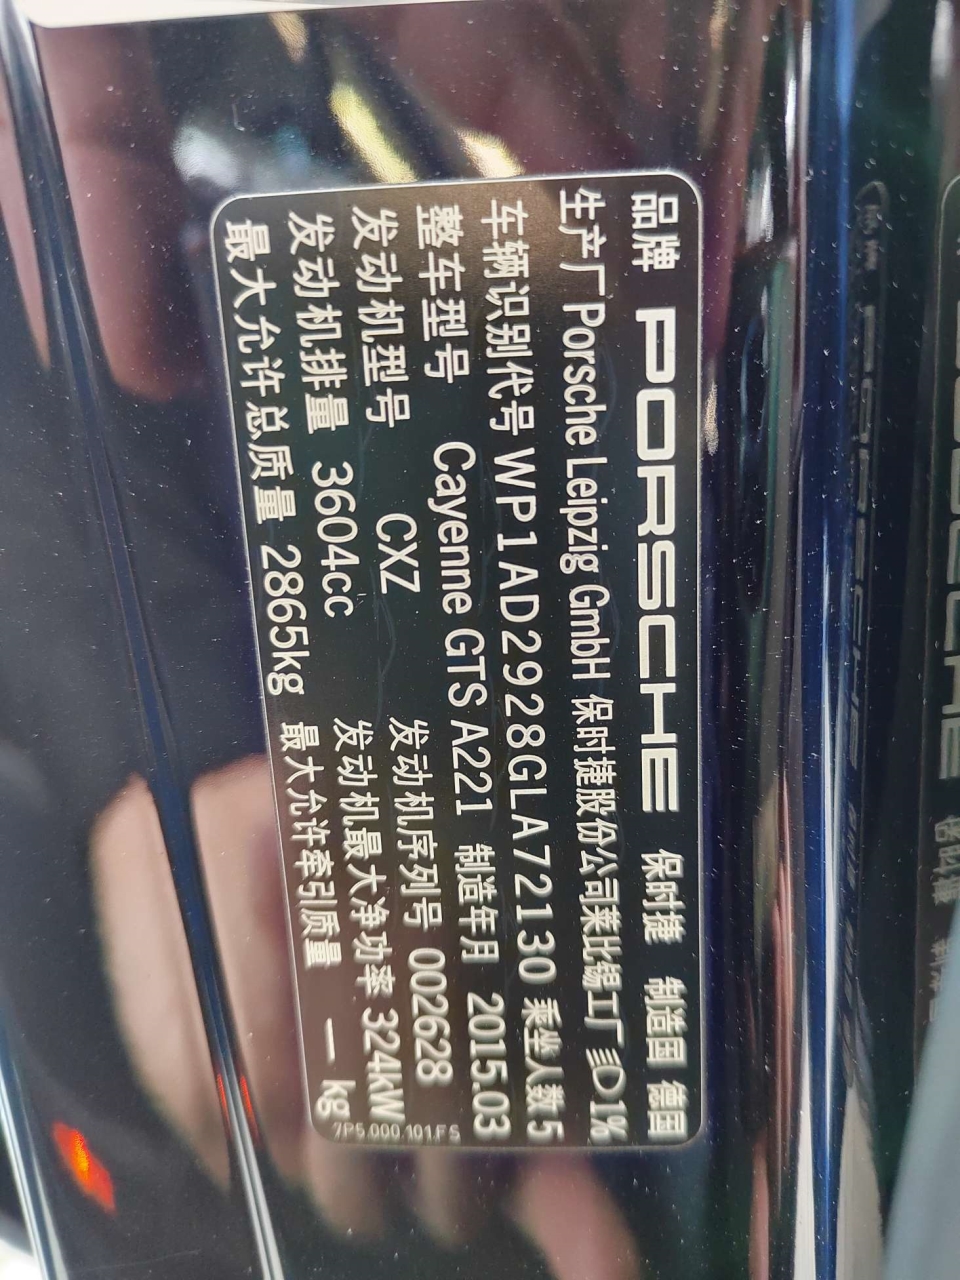 品牌 PORSCHE 保时捷 制造国 德国
生产厂 Porsche Leipzig GmbH 保时捷股份公司莱比锡工厂 1%
车辆识别代号 WP1AD2928GLA72130 乘坐人数 5
整车型号 Cayenne GTS A221 制造年月 2015.03
发动机型号 CXZ 发动机序列号 002628
发动机排量 3604cc 发动机最大净功率 324kW
最大允许总质量 2865kg 最大允许牵引质量 — kg
7P5.000.101.FS